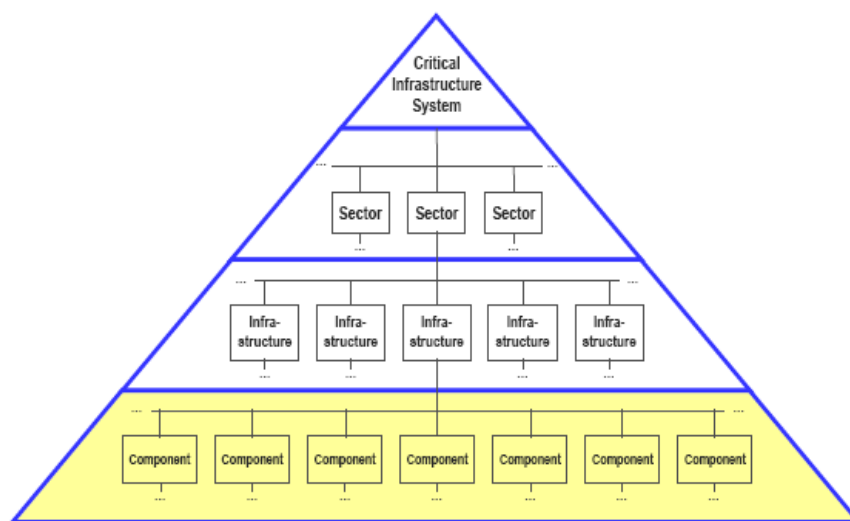 Critical
Infrastructure
System
... ...
Sector Sector Sector
... ...
... ...
Infra- Infra- Infra- Infra- Infra-
structure structure structure structure structure
... ... ... ...
... ...
Component Component Component Component Component Component Component
... ... ... ... ... ... ...